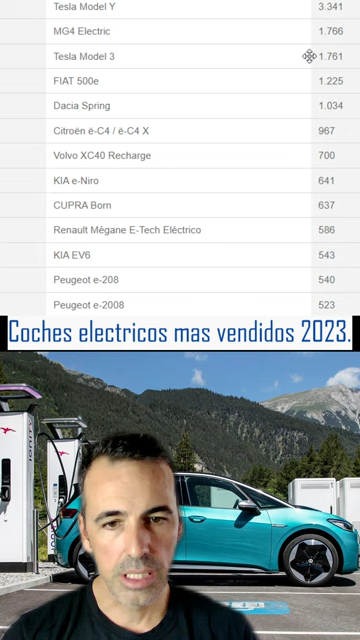 Tesla Model Y 3.341
MG4 Electric 1.766
Tesla Model 3 1.761
FIAT 500e 1.225
Dacia Spring 1.034
Citroën ë-C4 / ë-C4 X 967
Volvo XC40 Recharge 700
KIA e-Niro 641
CUPRA Born 637
Renault Mégane E-Tech Eléctrico 586
KIA EV6 543
Peugeot e-208 540
Peugeot e-2008 523
Coches electricos mas vendidos 2023.
IONITY